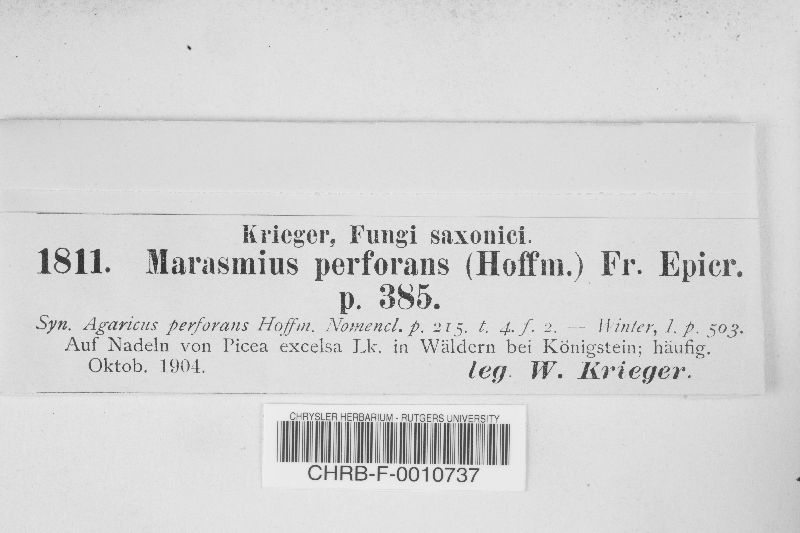 Krieger, Fungi saxonici.
1811. Marasmius perforans (Hoffm.) Fr. Epicr.
p. 385.
Syn. Agaricus perforans Hoffm. Nomencl. p. 215. t. 4. f. 2. — Winter, l. p. 503.
Auf Nadeln von Picea excelsa Lk. in Wäldern bei Königstein; häufig.
Oktob. 1904. leg. W. Krieger.
CHRYSLER HERBARIUM - RUTGERS UNIVERSITY
CHRB-F-0010737